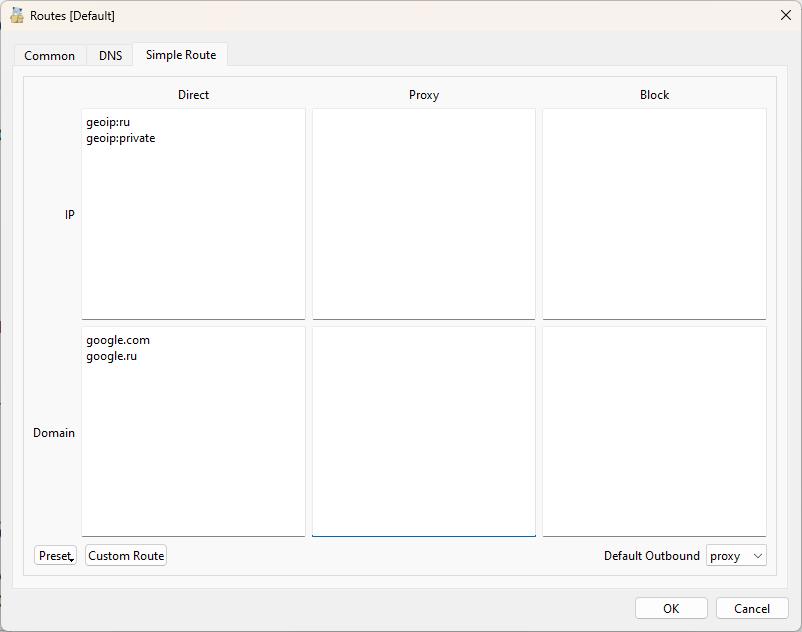 Routes [Default]
Common DNS Simple Route
Direct Proxy Block
IP
geoip:ru
geoip:private
Domain
google.com
google.ru
Preset Custom Route Default Outbound proxy
OK Cancel